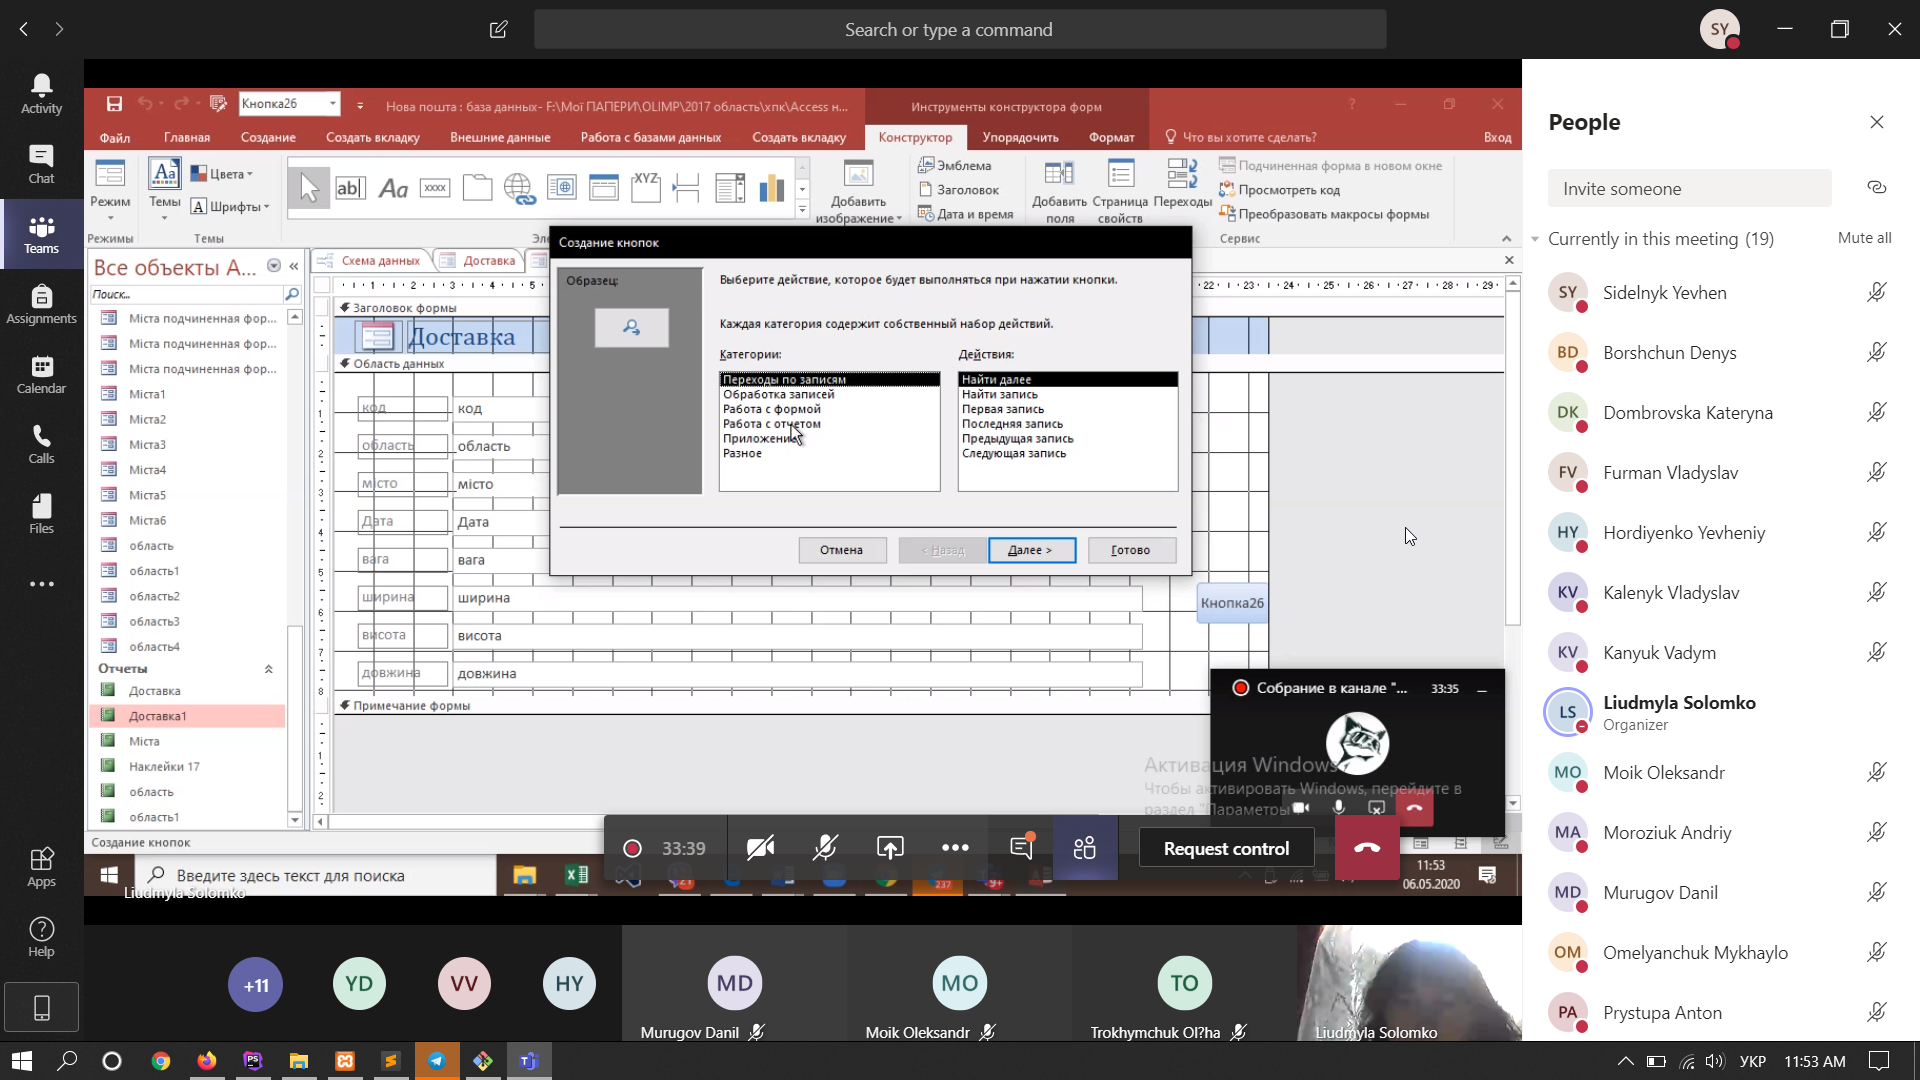 Search or type a command
SY
Activity
Chat
Teams
Assignments
Calendar
Calls
Files
Apps
Help
Кнопка26
Нова пошта : база данных- F:\Мої ПАПЕРИ\OLIMP\2017 область\хпк\Access н...
Инструменты конструктора форм
Файл
Главная
Создание
Создать вкладку
Внешние данные
Работа с базами данных
Создать вкладку
Конструктор
Упорядочить
Формат
Что вы хотите сделать?
Вход
Режим
Режимы
Темы
Цвета
Шрифты
Темы
Добавить
изображение
Эмблема
Заголовок
Дата и время
Добавить
поля
Страница
свойств
Переходы
Подчиненная форма в новом окне
Просмотреть код
Преобразовать макросы формы
Сервис
Все объекты A...
Поиск...
Міста подчиненная фор...
Міста подчиненная фор...
Міста подчиненная фор...
Міста1
Міста2
Міста3
Міста4
Міста5
Міста6
область
область1
область2
область3
область4
Отчеты
Доставка
Доставка1
Міста
Наклейки 17
область
область1
Создание кнопок
Схема данных
Доставка
Заголовок формы
Доставка
Область данных
код код
область область
місто місто
Дата Дата
вага вага
ширина ширина
висота висота
довжина довжина
Примечание формы
Кнопка26
Создание кнопок
Образец:
Выберите действие, которое будет выполняться при нажатии кнопки.
Каждая категория содержит собственный набор действий.
Категории:
Переходы по записям
Обработка записей
Работа с формой
Работа с отчетом
Приложение
Разное
Действия:
Найти далее
Найти запись
Первая запись
Последняя запись
Предыдущая запись
Следующая запись
Отмена
< Назад
Далее >
Готово
Собрание в канале "...
33:35
Активация Windows
Чтобы активировать Windows, перейдите в
раздел "Параметры
33:39
Request control
Введите здесь текст для поиска
Liudmyla Solomko
11:53
06.05.2020
+11
YD
VV
HY
MD
Murugov Danil
MO
Moik Oleksandr
TO
Trokhymchuk Ol?ha
Liudmyla Solomko
People
Invite someone
Currently in this meeting (19)
Mute all
SY Sidelnyk Yevhen
BD Borshchun Denys
DK Dombrovska Kateryna
FV Furman Vladyslav
HY Hordiyenko Yevheniy
KV Kalenyk Vladyslav
KV Kanyuk Vadym
LS Liudmyla Solomko
Organizer
MO Moik Oleksandr
MA Moroziuk Andriy
MD Murugov Danil
OM Omelyanchuk Mykhaylo
PA Prystupa Anton
УКР
11:53 AM